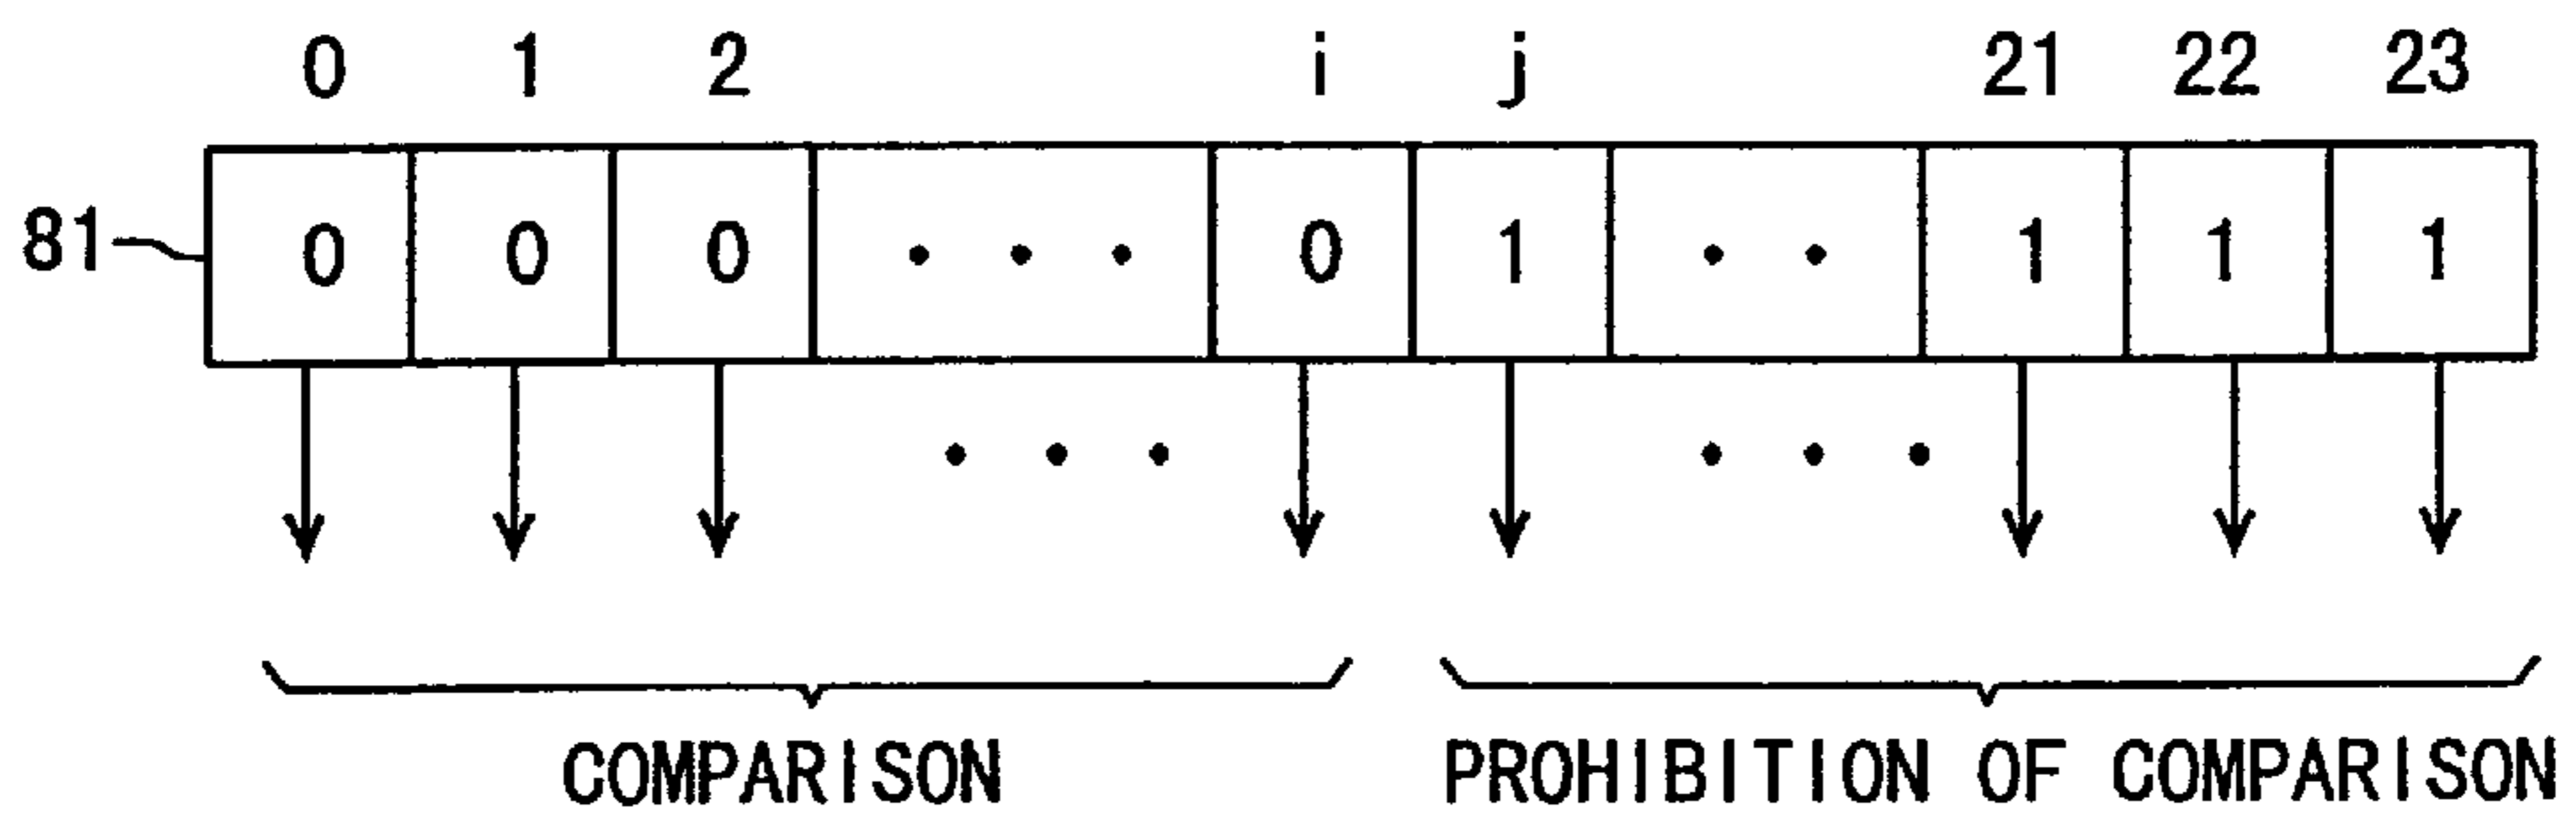 0 1 2 i j 21 22 23
81 0 0 0 • • • 0 1 • • 1 1 1
• • • • • •
COMPARISON PROHIBITION OF COMPARISON